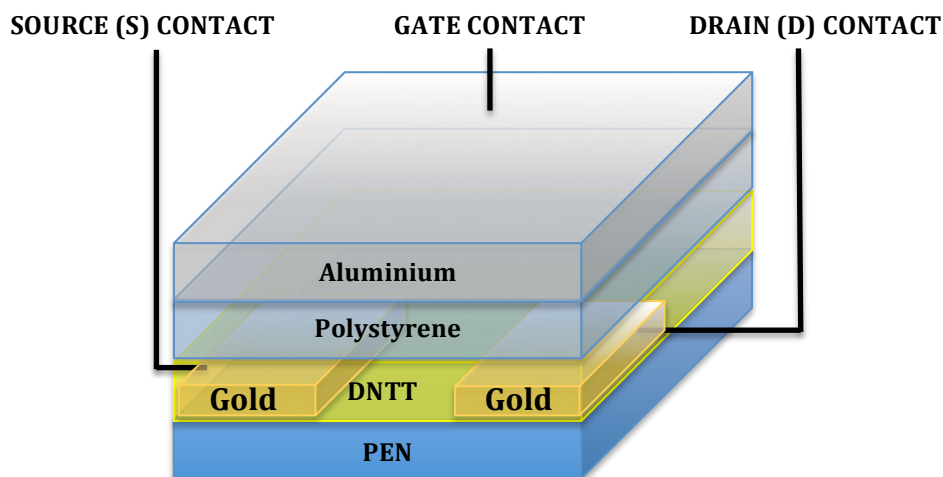 SOURCE (S) CONTACT
GATE CONTACT
DRAIN (D) CONTACT
Aluminium
Polystyrene
Gold
DNTT
Gold
PEN